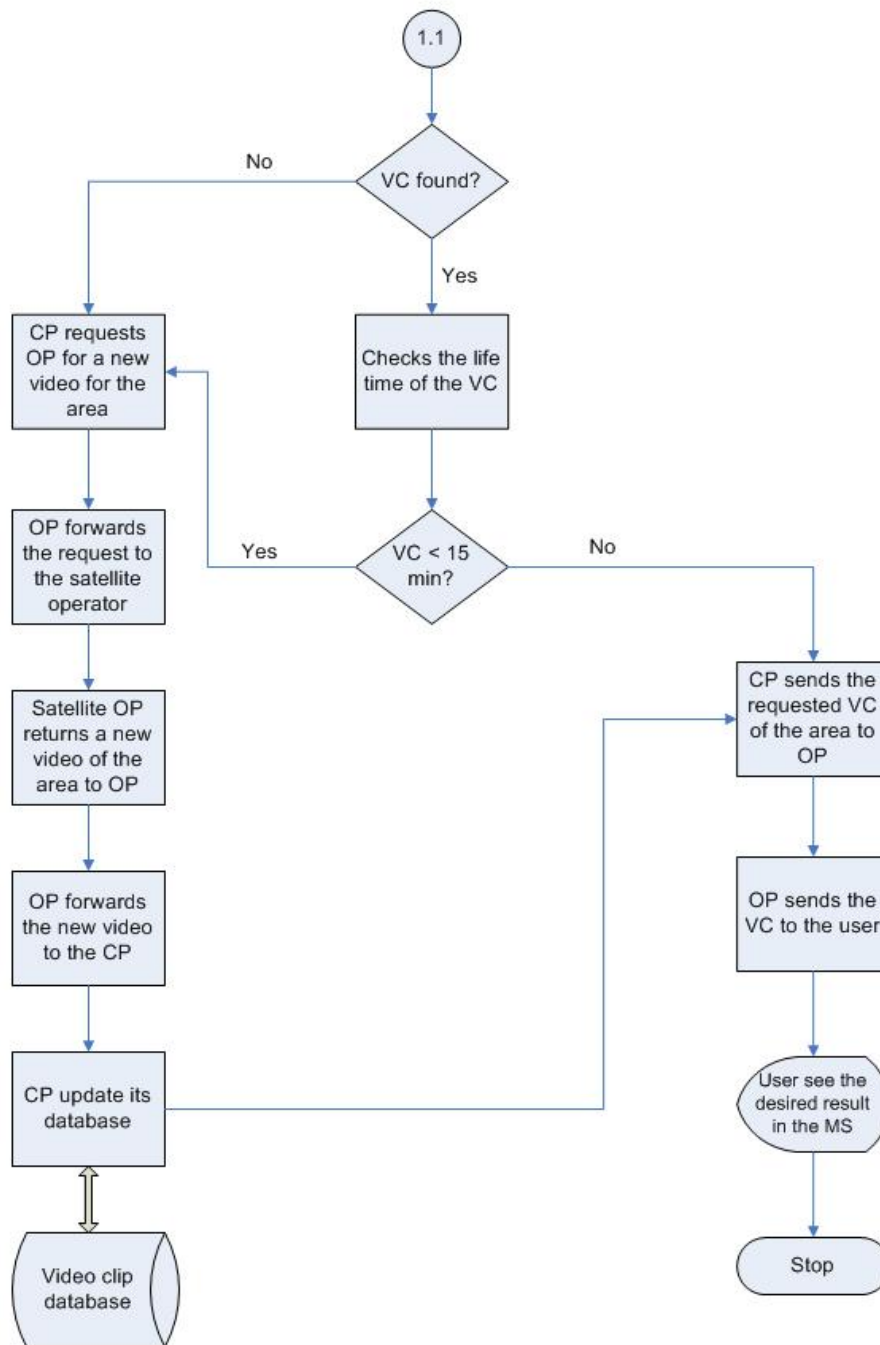 1.1
VC found?
No
Yes
CP requests
OP for a new
video for the
area
Checks the life
time of the VC
OP forwards
the request to
the satellite
operator
Yes
VC < 15
min?
No
Satellite OP
returns a new
video of the
area to OP
CP sends the
requested VC
of the area to
OP
OP forwards
the new video
to the CP
OP sends the
VC to the user
CP update its
database
User see the
desired result
in the MS
Video clip
database
Stop